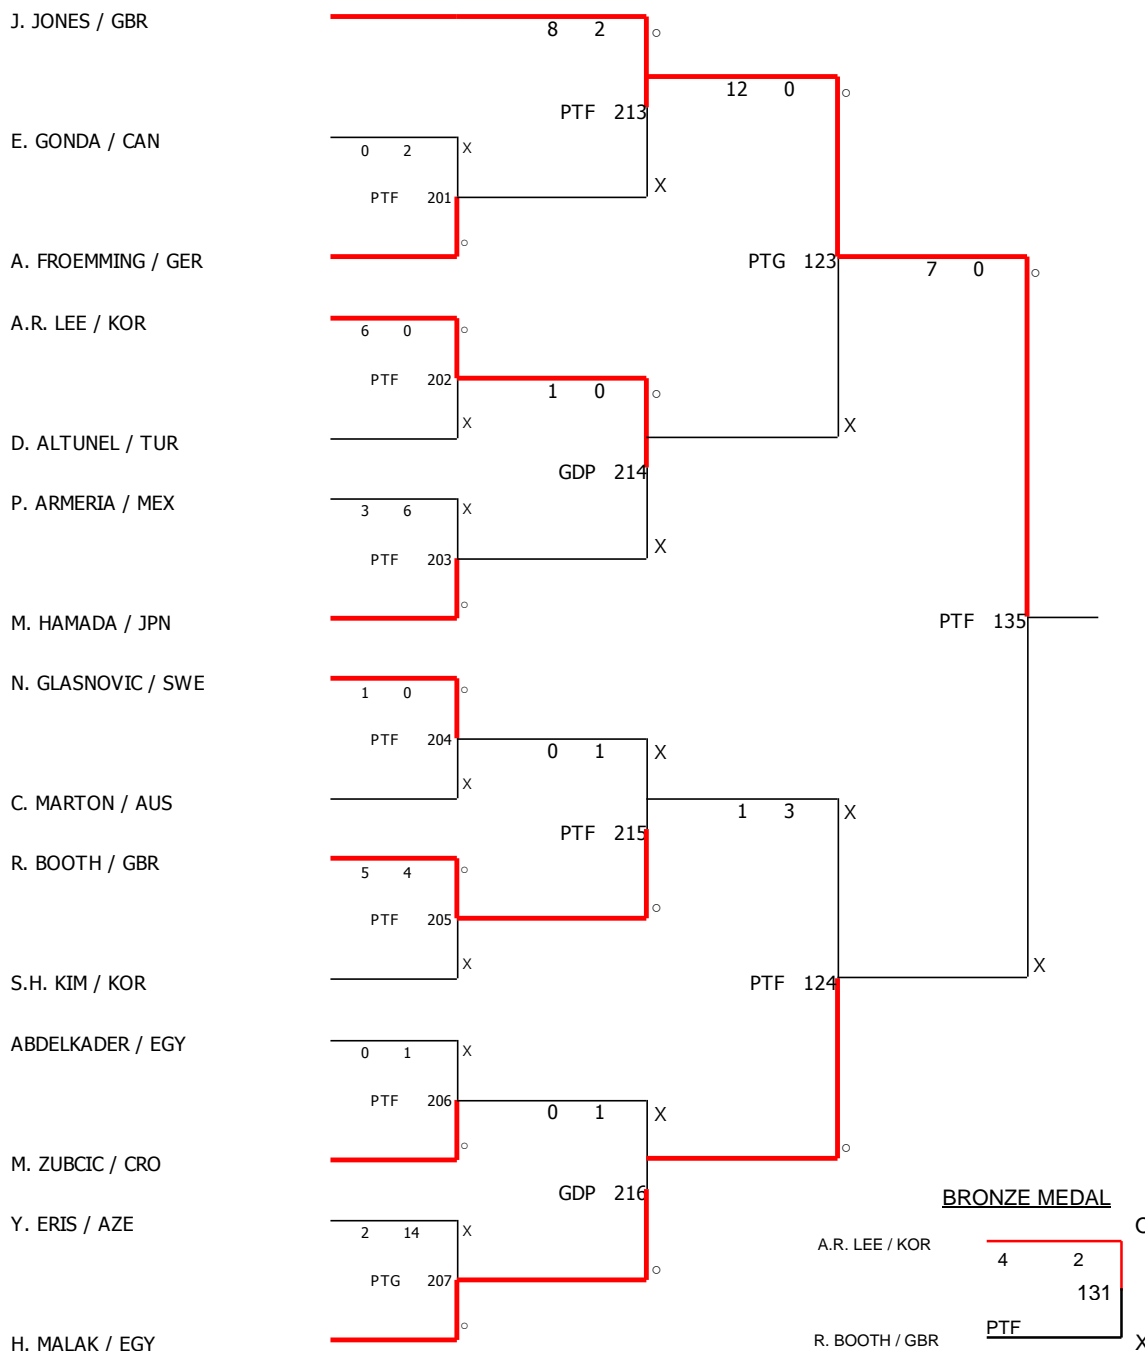 J. JONES / GBR
8 2 ○
12 0 ○
PTF 213
E. GONDA / CAN
0 2 X
X
PTF 201
○
A. FROEMMING / GER
PTG 123
7 0 ○
A.R. LEE / KOR
6 0 ○
PTF 202
1 0 ○
X
X
D. ALTUNEL / TUR
GDP 214
P. ARMERIA / MEX
3 6 X
X
PTF 203
○
M. HAMADA / JPN
PTF 135
N. GLASNOVIC / SWE
1 0 ○
PTF 204
0 1 X
X
C. MARTON / AUS
1 3 X
PTF 215
R. BOOTH / GBR
5 4 ○
○
PTF 205
X
X
S.H. KIM / KOR
PTF 124
ABDELKADER / EGY
0 1 X
PTF 206
0 1 X
○
○
M. ZUBCIC / CRO
GDP 216
BRONZE MEDAL
Y. ERIS / AZE
2 14 X
A.R. LEE / KOR
4 2
PTG 207
○
131
○
PTF
H. MALAK / EGY
R. BOOTH / GBR
X